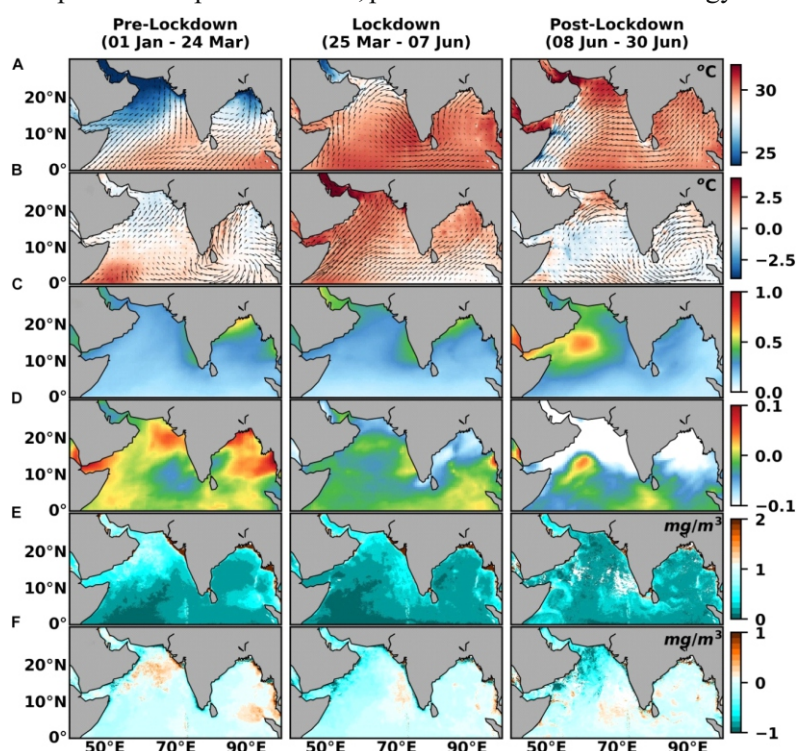 Pre-Lockdown Lockdown Post-Lockdown
(01 Jan - 24 Mar) (25 Mar - 07 Jun) (08 Jun - 30 Jun)
A
°C
20°N 30
10°N
0° 25
B
°C 2.5
20°N
10°N 0.0
0° -2.5
C
1.0
20°N
10°N 0.5
0° 0.0
D
0.1
20°N
10°N 0.0
0° -0.1
E
mg/m³ 2
20°N
10°N 1
0° 0
F
mg/m³ 1
20°N
10°N 0
0° -1
50°E 70°E 90°E 50°E 70°E 90°E 50°E 70°E 90°E